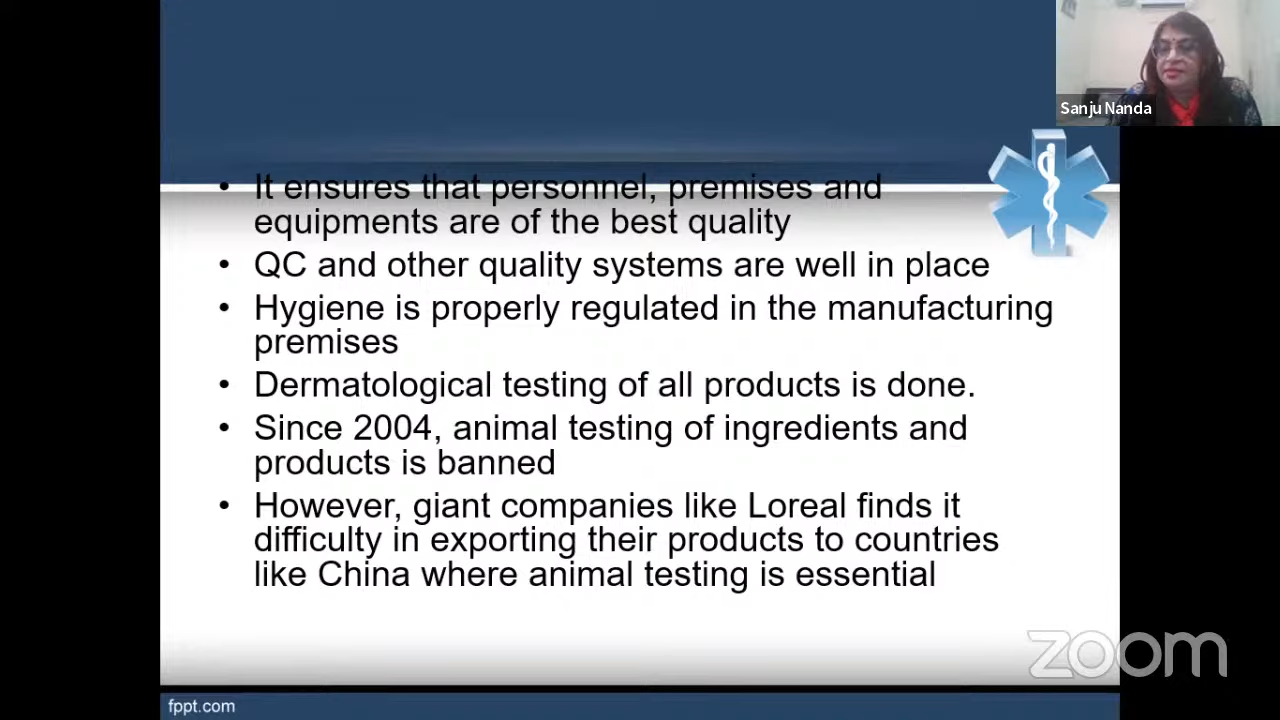 Sanju Nanda
• It ensures that personnel, premises and
equipments are of the best quality
• QC and other quality systems are well in place
• Hygiene is properly regulated in the manufacturing
premises
• Dermatological testing of all products is done.
• Since 2004, animal testing of ingredients and
products is banned
• However, giant companies like Loreal finds it
difficulty in exporting their products to countries
like China where animal testing is essential
zoom
fppt.com